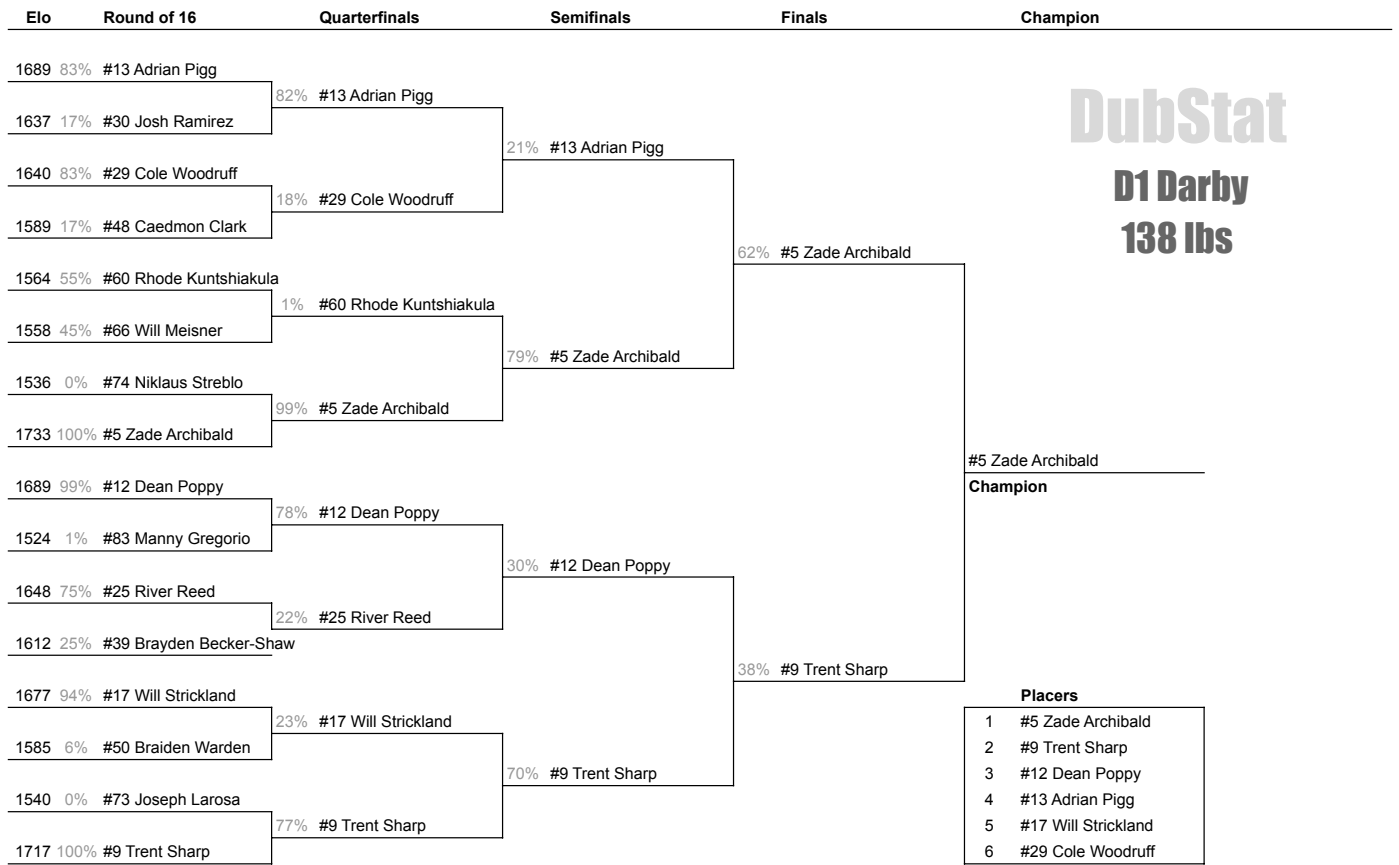 Elo Round of 16 Quarterfinals Semifinals Finals Champion
1689 83% #13 Adrian Pigg
82% #13 Adrian Pigg
1637 17% #30 Josh Ramirez
21% #13 Adrian Pigg
1640 83% #29 Cole Woodruff
18% #29 Cole Woodruff
1589 17% #48 Caedmon Clark
62% #5 Zade Archibald
1564 55% #60 Rhode Kuntshiakula
1% #60 Rhode Kuntshiakula
1558 45% #66 Will Meisner
79% #5 Zade Archibald
1536 0% #74 Niklaus Streblo
99% #5 Zade Archibald
1733 100% #5 Zade Archibald
#5 Zade Archibald
Champion
1689 99% #12 Dean Poppy
78% #12 Dean Poppy
1524 1% #83 Manny Gregorio
30% #12 Dean Poppy
1648 75% #25 River Reed
22% #25 River Reed
1612 25% #39 Brayden Becker-Shaw
38% #9 Trent Sharp
1677 94% #17 Will Strickland
23% #17 Will Strickland
1585 6% #50 Braiden Warden
70% #9 Trent Sharp
1540 0% #73 Joseph Larosa
77% #9 Trent Sharp
1717 100% #9 Trent Sharp
DubStat
D1 Darby
138 lbs
Placers
1 #5 Zade Archibald
2 #9 Trent Sharp
3 #12 Dean Poppy
4 #13 Adrian Pigg
5 #17 Will Strickland
6 #29 Cole Woodruff